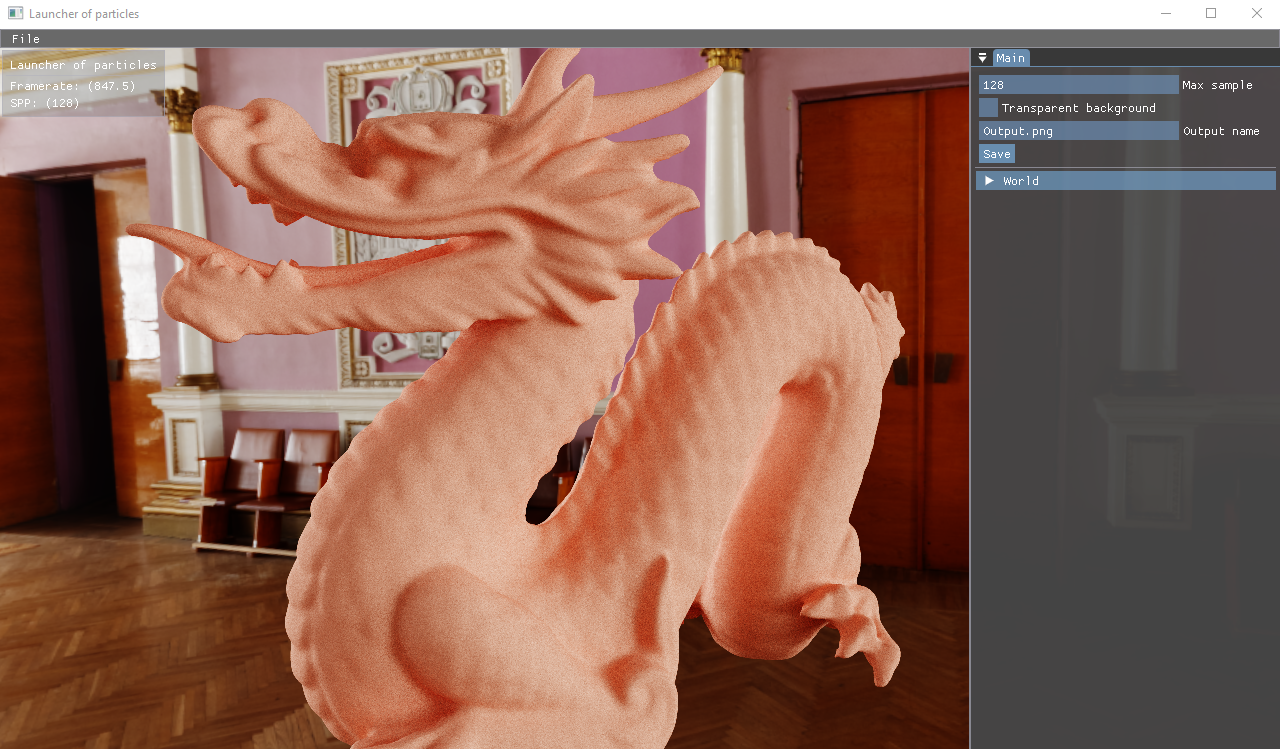 Launcher of particles
File
Launcher of particles
Framerate: (847.5)
SPP: (128)
Main
128 Max sample
Transparent background
Output.png Output name
Save
World